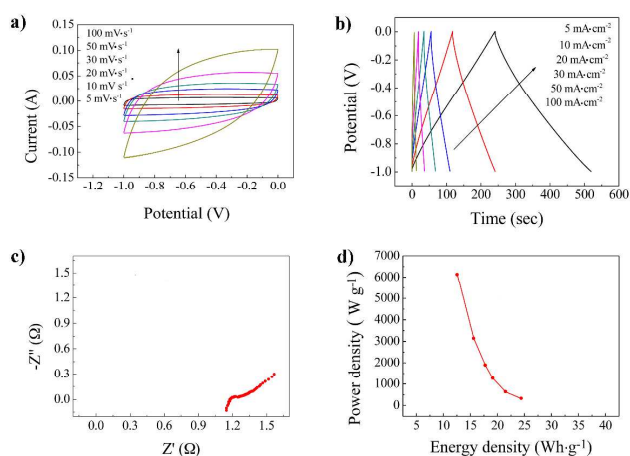 a)
100 mV·s⁻¹
50 mV·s⁻¹
30 mV·s⁻¹
20 mV·s⁻¹
10 mV·s⁻¹
5 mV·s⁻¹
Current (A)
0.15
0.10
0.05
0.00
-0.05
-0.10
-0.15
-1.2 -1.0 -0.8 -0.6 -0.4 -0.2 0.0
Potential (V)
b)
5 mA·cm⁻²
10 mA·cm⁻²
20 mA·cm⁻²
30 mA·cm⁻²
50 mA·cm⁻²
100 mA·cm⁻²
Potential (V)
0.0
-0.2
-0.4
-0.6
-0.8
-1.0
0 100 200 300 400 500 600
Time (sec)
c)
-Z'' (Ω)
1.5
1.2
0.9
0.6
0.3
0.0
0.0 0.3 0.6 0.9 1.2 1.5
Z' (Ω)
d)
Power density ( W g⁻¹)
7000
6000
5000
4000
3000
2000
1000
0
5 10 15 20 25 30 35 40
Energy density (Wh·g⁻¹)